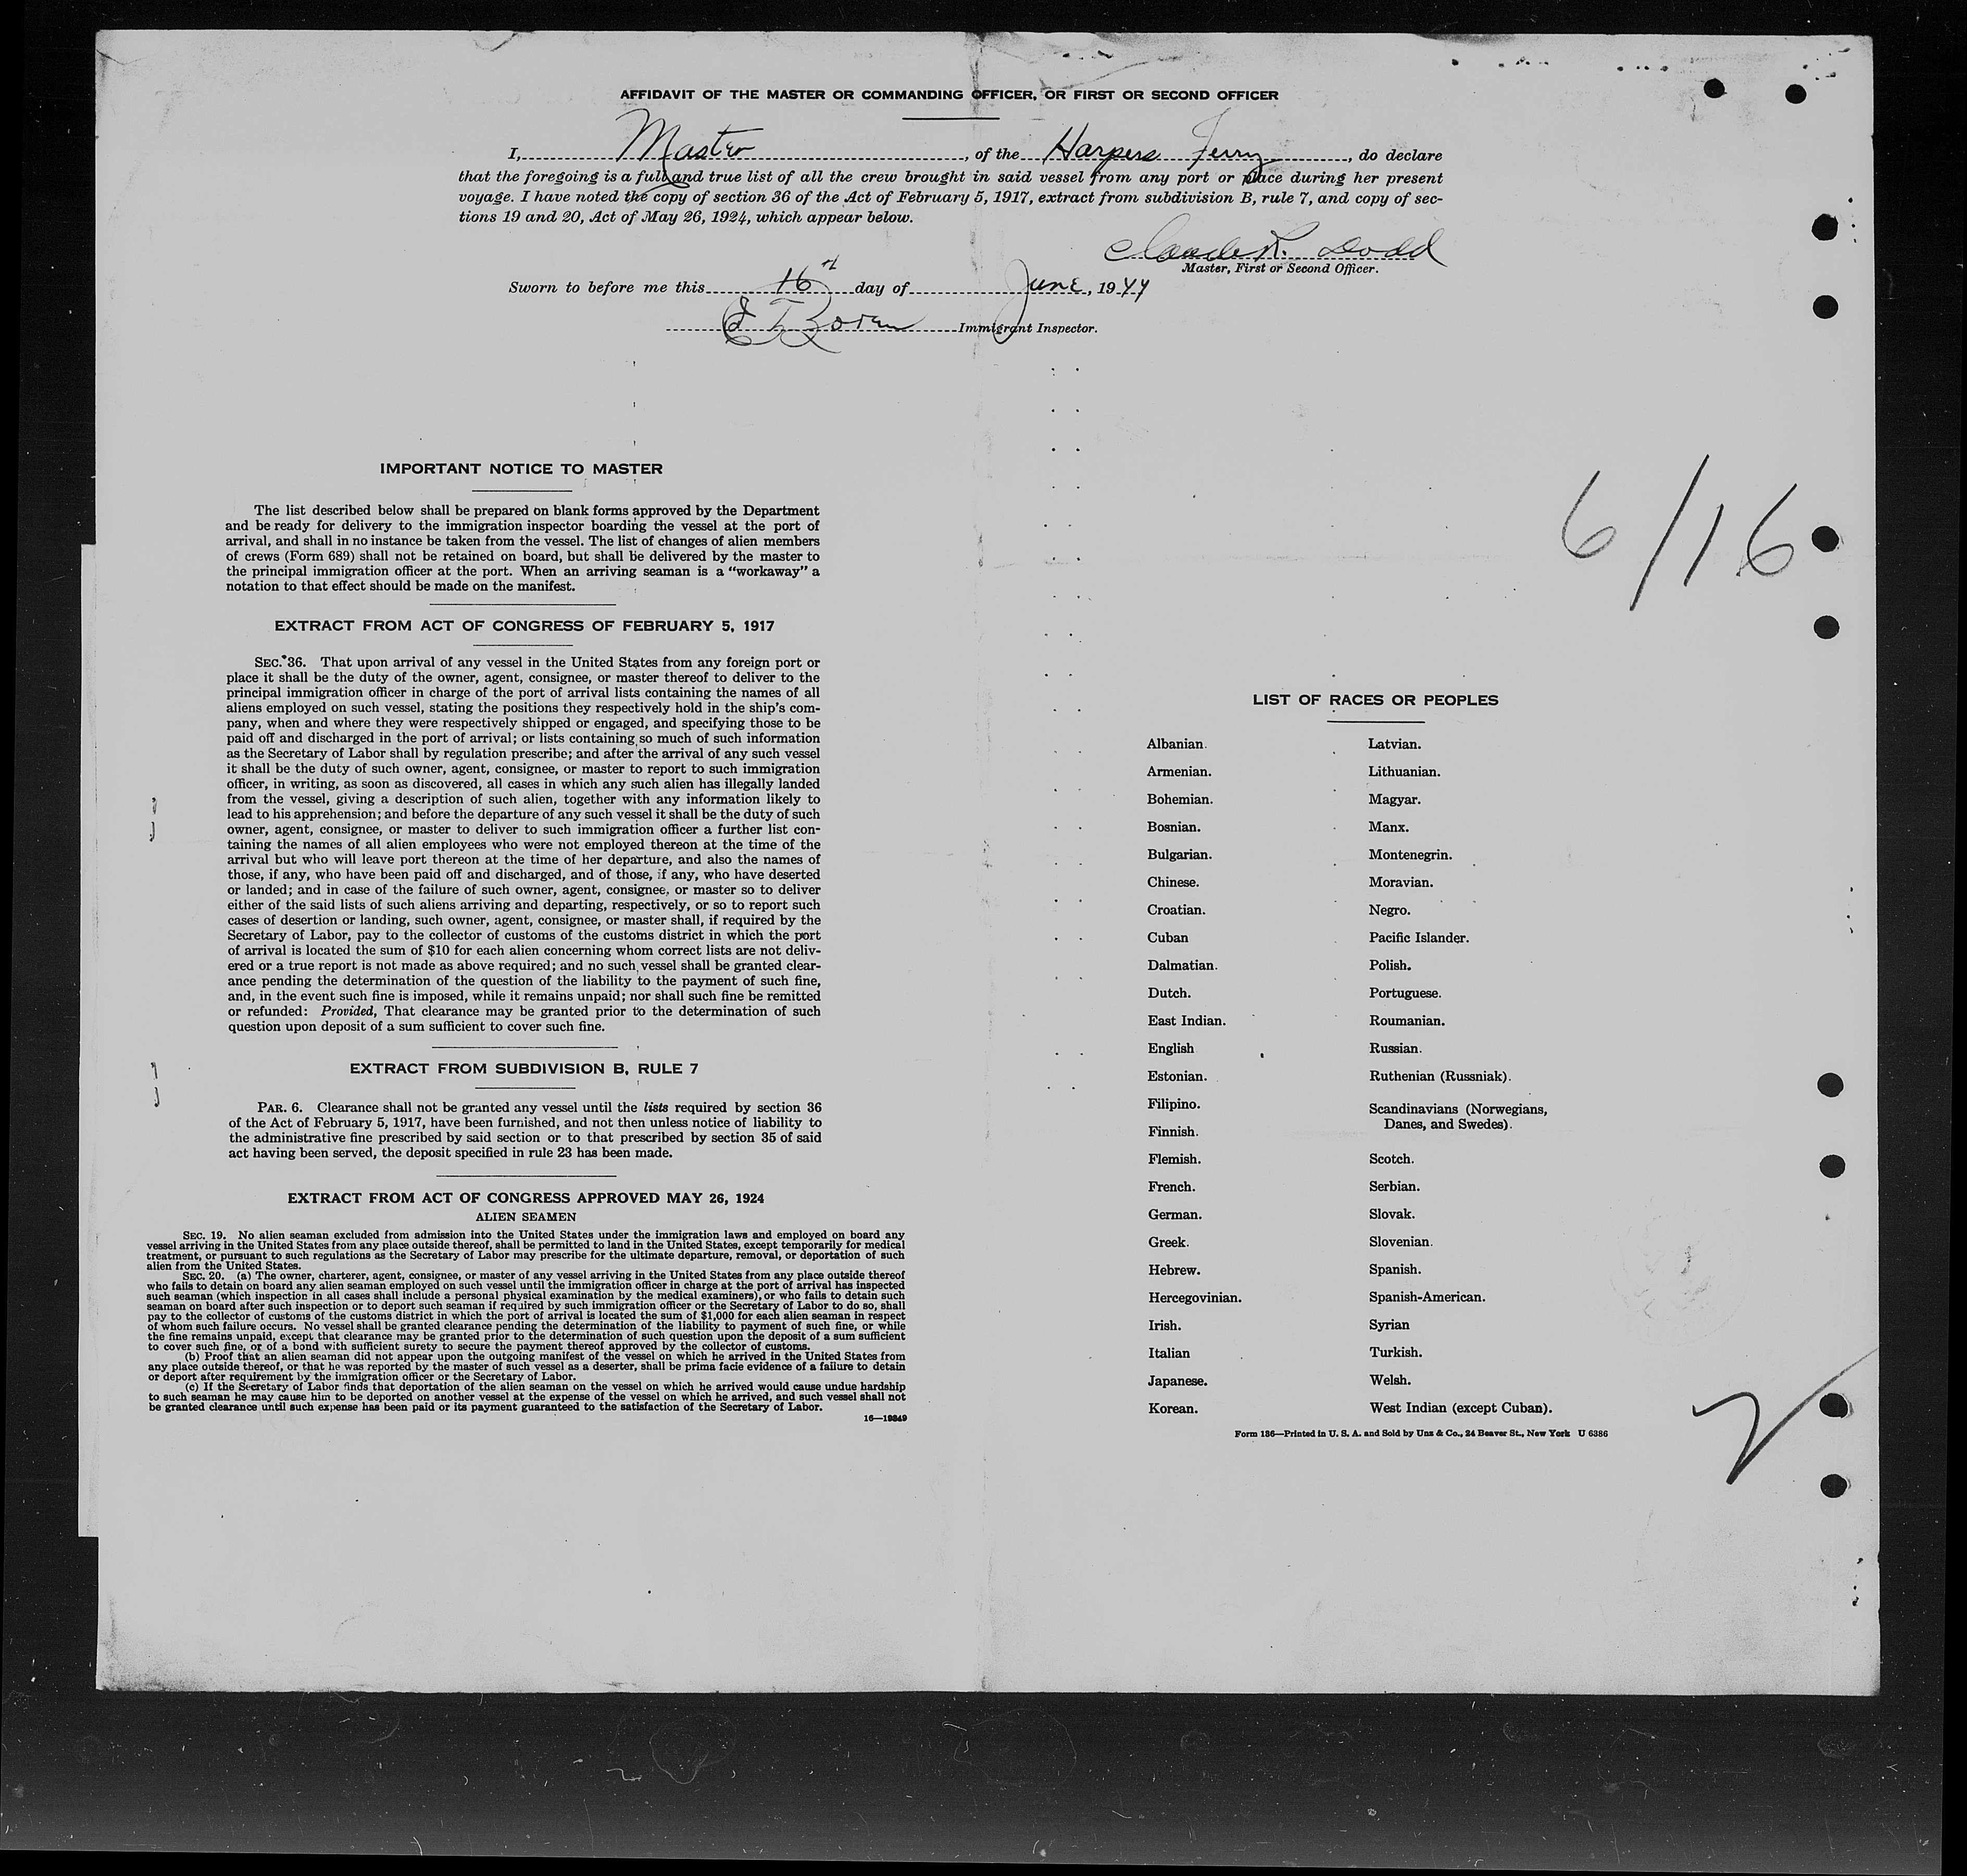 AFFIDAVIT OF THE MASTER OR COMMANDING OFFICER, OR FIRST OR SECOND OFFICER
I, Master, of the Harpers Ferry, do declare
that the foregoing is a full and true list of all the crew brought in said vessel from any port or place during her present
voyage. I have noted the copy of section 36 of the Act of February 5, 1917, extract from subdivision B, rule 7, and copy of sec-
tions 19 and 20, Act of May 26, 1924, which appear below.
Claude R. Dodd
Master, First or Second Officer.
Sworn to before me this 16th day of June, 1944
Immigrant Inspector.
6/16
IMPORTANT NOTICE TO MASTER
The list described below shall be prepared on blank forms approved by the Department
and be ready for delivery to the immigration inspector boarding the vessel at the port of
arrival, and shall in no instance be taken from the vessel. The list of changes of alien members
of crews (Form 689) shall not be retained on board, but shall be delivered by the master to
the principal immigration officer at the port. When an arriving seaman is a "workaway" a
notation to that effect should be made on the manifest.
EXTRACT FROM ACT OF CONGRESS OF FEBRUARY 5, 1917
SEC. 36. That upon arrival of any vessel in the United States from any foreign port or
place it shall be the duty of the owner, agent, consignee, or master thereof to deliver to the
principal immigration officer in charge of the port of arrival lists containing the names of all
aliens employed on such vessel, stating the positions they respectively hold in the ship's com-
pany, when and where they were respectively shipped or engaged, and specifying those to be
paid off and discharged in the port of arrival; or lists containing so much of such information
as the Secretary of Labor shall by regulation prescribe; and after the arrival of any such vessel
it shall be the duty of such owner, agent, consignee, or master to report to such immigration
officer, in writing, as soon as discovered, all cases in which any such alien has illegally landed
from the vessel, giving a description of such alien, together with any information likely to
lead to his apprehension; and before the departure of any such vessel it shall be the duty of such
owner, agent, consignee, or master to deliver to such immigration officer a further list con-
taining the names of all alien employees who were not employed thereon at the time of the
arrival but who will leave port thereon at the time of her departure, and also the names of
those, if any, who have been paid off and discharged, and of those, if any, who have deserted
or landed; and in case of the failure of such owner, agent, consignee, or master so to deliver
either of the said lists of such aliens arriving and departing, respectively, or so to report such
cases of desertion or landing, such owner, agent, consignee, or master shall, if required by the
Secretary of Labor, pay to the collector of customs of the customs district in which the port
of arrival is located the sum of $10 for each alien concerning whom correct lists are not deliv-
ered or a true report is not made as above required; and no such vessel shall be granted clear-
ance pending the determination of the question of the liability to the payment of such fine,
and, in the event such fine is imposed, while it remains unpaid; nor shall such fine be remitted
or refunded: Provided, That clearance may be granted prior to the determination of such
question upon deposit of a sum sufficient to cover such fine.
EXTRACT FROM SUBDIVISION B, RULE 7
PAR. 6. Clearance shall not be granted any vessel until the lists required by section 36
of the Act of February 5, 1917, have been furnished, and not then unless notice of liability to
the administrative fine prescribed by said section or to that prescribed by section 35 of said
act having been served, the deposit specified in rule 23 has been made.
EXTRACT FROM ACT OF CONGRESS APPROVED MAY 26, 1924
ALIEN SEAMEN
SEC. 19. No alien seaman excluded from admission into the United States under the immigration laws and employed on board any
vessel arriving in the United States from any place outside thereof, shall be permitted to land in the United States, except temporarily for medical
treatment, or pursuant to such regulations as the Secretary of Labor may prescribe for the ultimate departure, removal, or deportation of such
alien from the United States.
SEC. 20. (a) The owner, charterer, agent, consignee, or master of any vessel arriving in the United States from any place outside thereof
who fails to detain on board any alien seaman employed on such vessel until the immigration officer in charge at the port of arrival has inspected
such seaman (which inspection in all cases shall include a personal physical examination by the medical examiners), or who fails to detain such
seaman on board after such inspection or to deport such seaman if required by such immigration officer or the Secretary of Labor to do so, shall
pay to the collector of customs of the customs district in which the port of arrival is located the sum of $1,000 for each alien seaman in respect
of whom such failure occurs. No vessel shall be granted clearance pending the determination of the liability to payment of such fine, or while
the fine remains unpaid, except that clearance may be granted prior to the determination of such question upon the deposit of a sum sufficient
to cover such fine, or of a bond with sufficient surety to secure the payment thereof approved by the collector of customs.
(b) Proof that an alien seaman did not appear upon the outgoing manifest of the vessel on which he arrived in the United States from
any place outside thereof, or that he was reported by the master of such vessel as a deserter, shall be prima facie evidence of a failure to detain
or deport after requirement by the immigration officer or the Secretary of Labor.
(c) If the Secretary of Labor finds that deportation of the alien seaman on the vessel on which he arrived would cause undue hardship
to such seaman he may cause him to be deported on another vessel at the expense of the vessel on which he arrived, and such vessel shall not
be granted clearance until such expense has been paid or its payment guaranteed to the satisfaction of the Secretary of Labor.
16—19849
LIST OF RACES OR PEOPLES
Albanian.
Armenian.
Bohemian.
Bosnian.
Bulgarian.
Chinese.
Croatian.
Cuban
Dalmatian.
Dutch.
East Indian.
English
Estonian.
Filipino.
Finnish.
Flemish.
French.
German.
Greek.
Hebrew.
Hercegovinian.
Irish.
Italian
Japanese.
Korean.
Latvian.
Lithuanian.
Magyar.
Manx.
Montenegrin.
Moravian.
Negro.
Pacific Islander.
Polish.
Portuguese.
Roumanian.
Russian.
Ruthenian (Russniak).
Scandinavians (Norwegians,
Danes, and Swedes).
Scotch.
Serbian.
Slovak.
Slovenian.
Spanish.
Spanish-American.
Syrian
Turkish.
Welsh.
West Indian (except Cuban).
Form 136—Printed in U. S. A. and Sold by Unz & Co., 24 Beaver St., New York U 6386